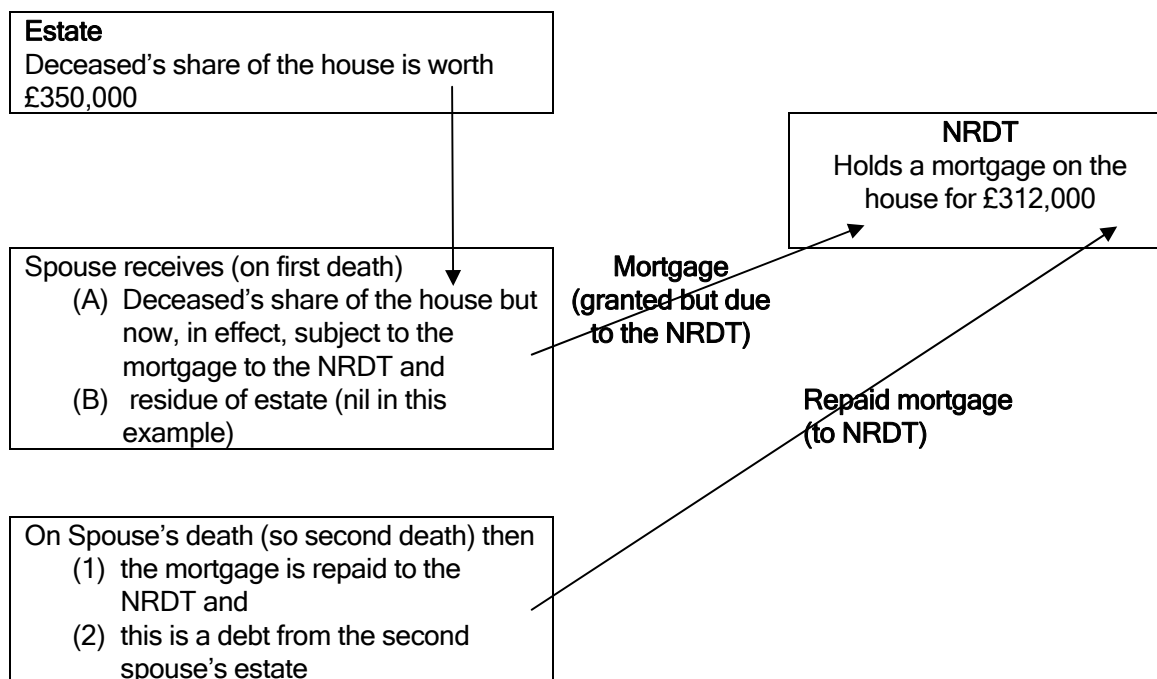 Estate
Deceased’s share of the house is worth
£350,000
NRDT
Holds a mortgage on the
house for £312,000
Spouse receives (on first death)
(A) Deceased’s share of the house but
now, in effect, subject to the
mortgage to the NRDT and
(B) residue of estate (nil in this
example)
Mortgage
(granted but due
to the NRDT)
Repaid mortgage
(to NRDT)
On Spouse’s death (so second death) then
(1) the mortgage is repaid to the
NRDT and
(2) this is a debt from the second
spouse’s estate